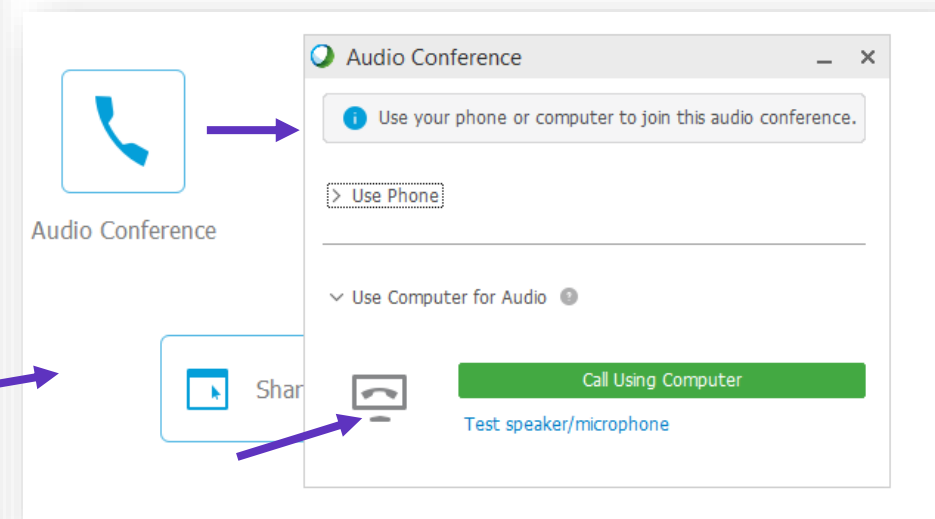 Audio Conference
Use your phone or computer to join this audio conference.
> Use Phone
Audio Conference
Use Computer for Audio ?
Call Using Computer
Shar
Test speaker/microphone